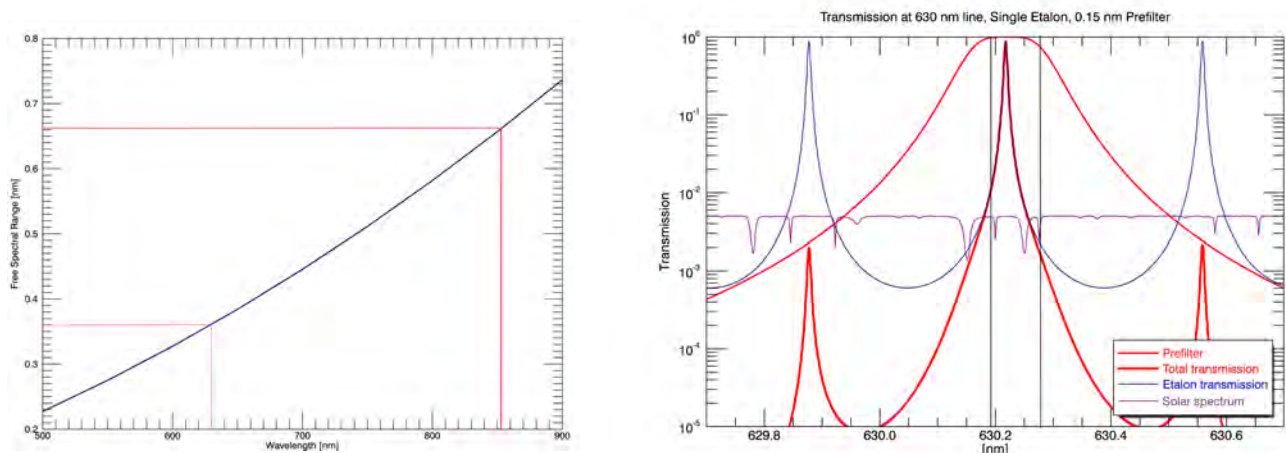 0.8
0.7
0.6
0.5
0.4
0.3
0.2
Free Spectral Range [nm]
500
600
700
800
900
Wavelength [nm]
Transmission at 630 nm line, Single Etalon, 0.15 nm Prefilter
10⁰
10⁻¹
10⁻²
10⁻³
10⁻⁴
10⁻⁵
Transmission
Prefilter
Total transmission
Etalon transmission
Solar spectrum
629.8
630.0
630.2
630.4
630.6
[nm]